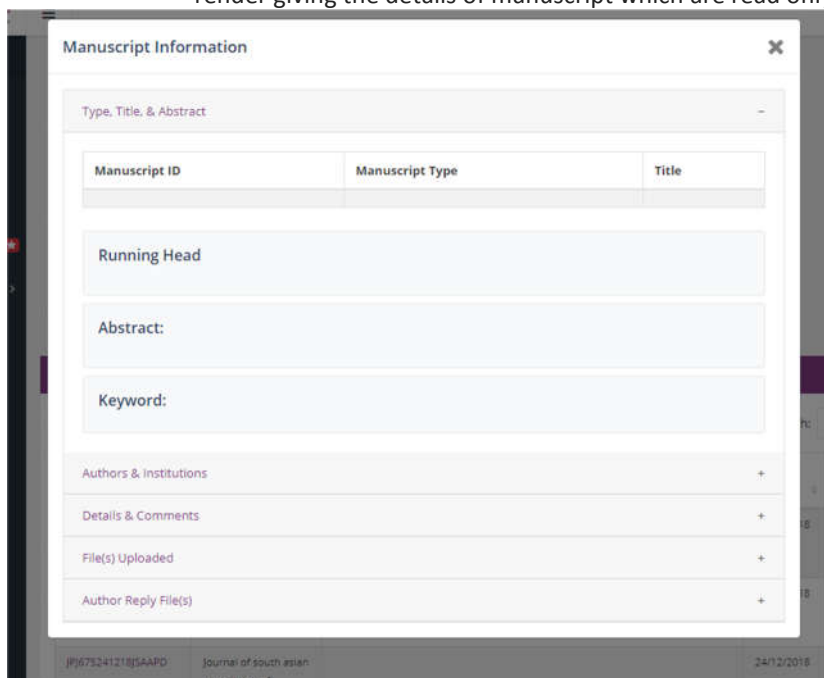 render giving the details of manuscript which are read onl
Manuscript Information
Type, Title, & Abstract
Manuscript ID Manuscript Type Title
Running Head
Abstract:
Keyword:
Authors & Institutions
Details & Comments
File(s) Uploaded
Author Reply File(s)
Journal of south asian 24/12/2018